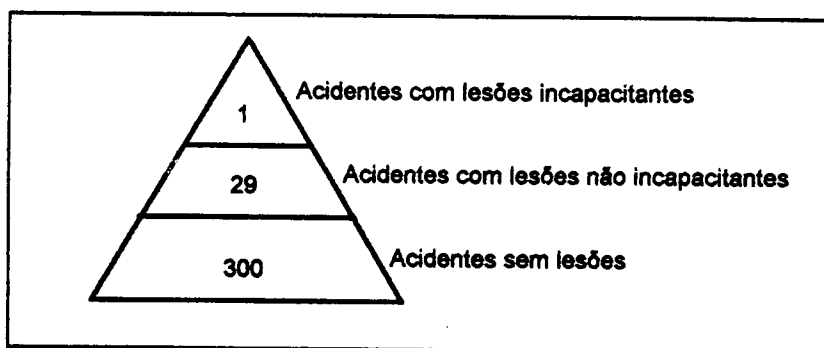 Acidentes com lesões incapacitantes
1
Acidentes com lesões não incapacitantes
29
Acidentes sem lesões
300